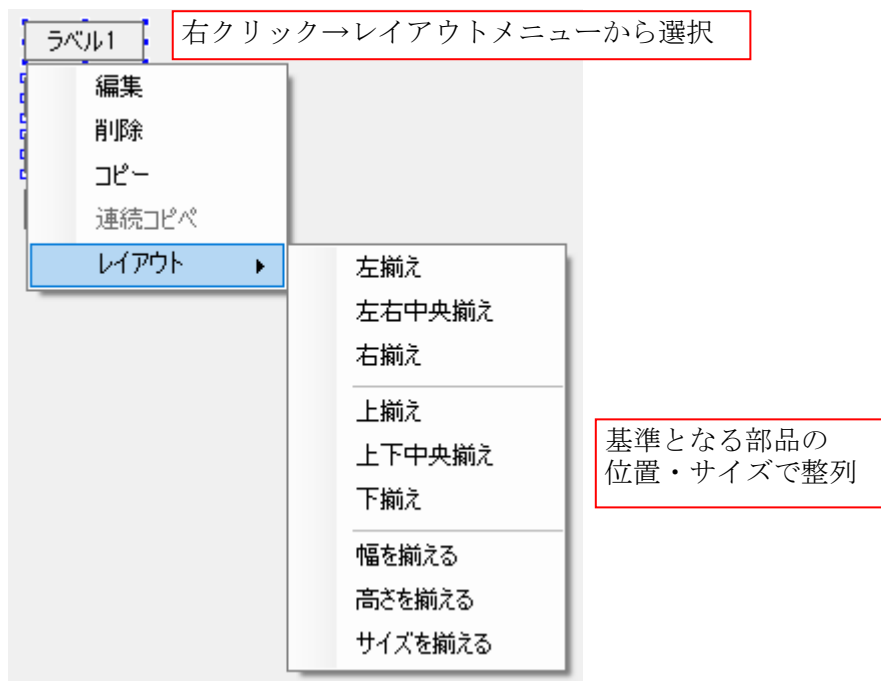 ラベル1
右クリック→レイアウトメニューから選択
編集
削除
コピー
連続コピペ
レイアウト
左揃え
左右中央揃え
右揃え
上揃え
上下中央揃え
下揃え
基準となる部品の
位置・サイズで整列
幅を揃える
高さを揃える
サイズを揃える